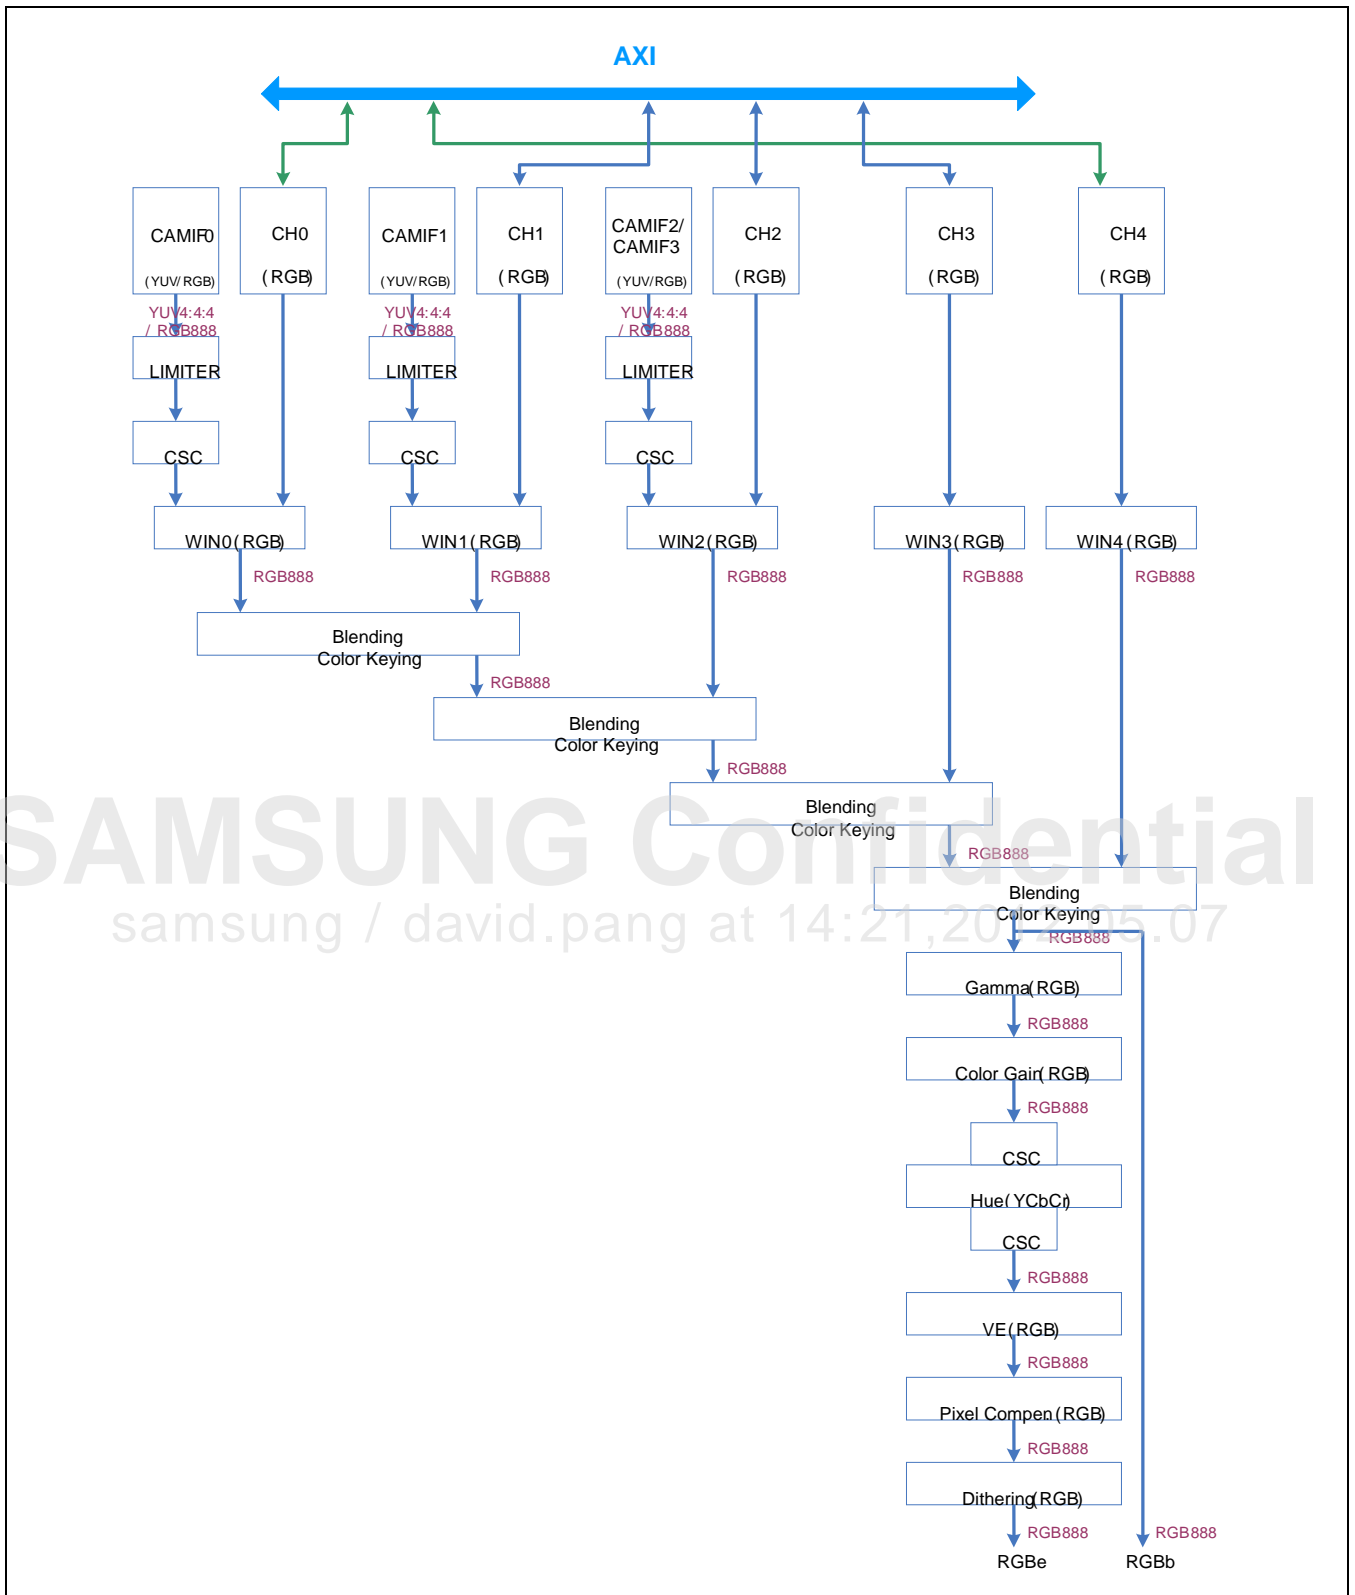 AXI
CAMIF0
(YUV/RGB)
CH0
(RGB)
CAMIF1
(YUV/RGB)
CH1
(RGB)
CAMIF2/
CAMIF3
(YUV/RGB)
CH2
(RGB)
CH3
(RGB)
CH4
(RGB)
YUV4:4:4
/ RGB888
YUV4:4:4
/ RGB888
YUV4:4:4
/ RGB888
LIMITER
LIMITER
LIMITER
CSC
CSC
CSC
WIN0(RGB)
WIN1(RGB)
WIN2(RGB)
WIN3(RGB)
WIN4(RGB)
RGB888
RGB888
RGB888
RGB888
RGB888
Blending
Color Keying
RGB888
Blending
Color Keying
RGB888
Blending
Color Keying
SAMSUNG Confidential
RGB888
Blending
Color Keying
samsung / david.pang at 14:21,2012.05.07
RGB888
Gamma(RGB)
RGB888
Color Gain(RGB)
RGB888
CSC
Hue(YCbCr)
CSC
RGB888
VE(RGB)
RGB888
Pixel Compen.(RGB)
RGB888
Dithering(RGB)
RGB888
RGB888
RGBe
RGBb